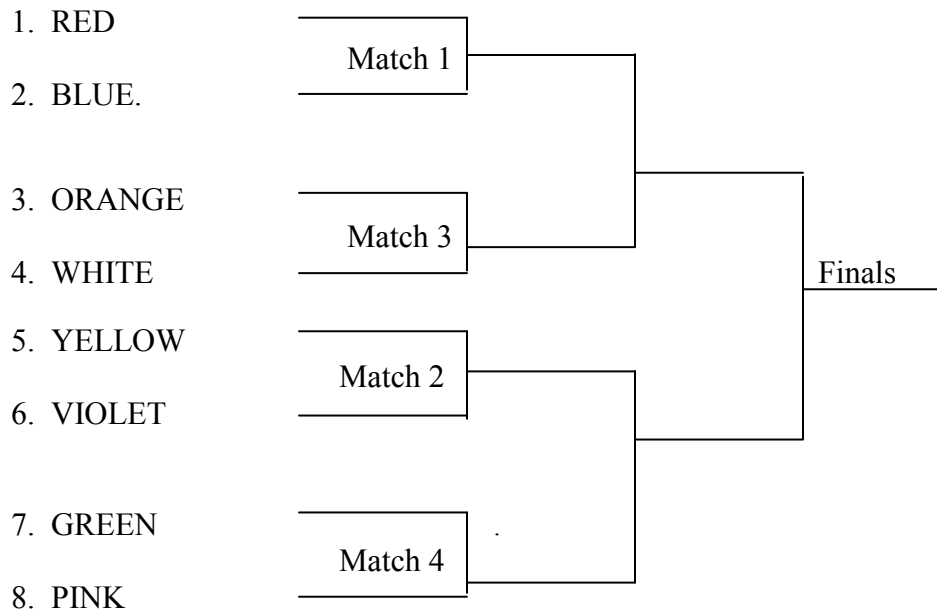 1. RED
Match 1
2. BLUE.
3. ORANGE
Match 3
4. WHITE
Finals
5. YELLOW
Match 2
6. VIOLET
7. GREEN
.
Match 4
8. PINK